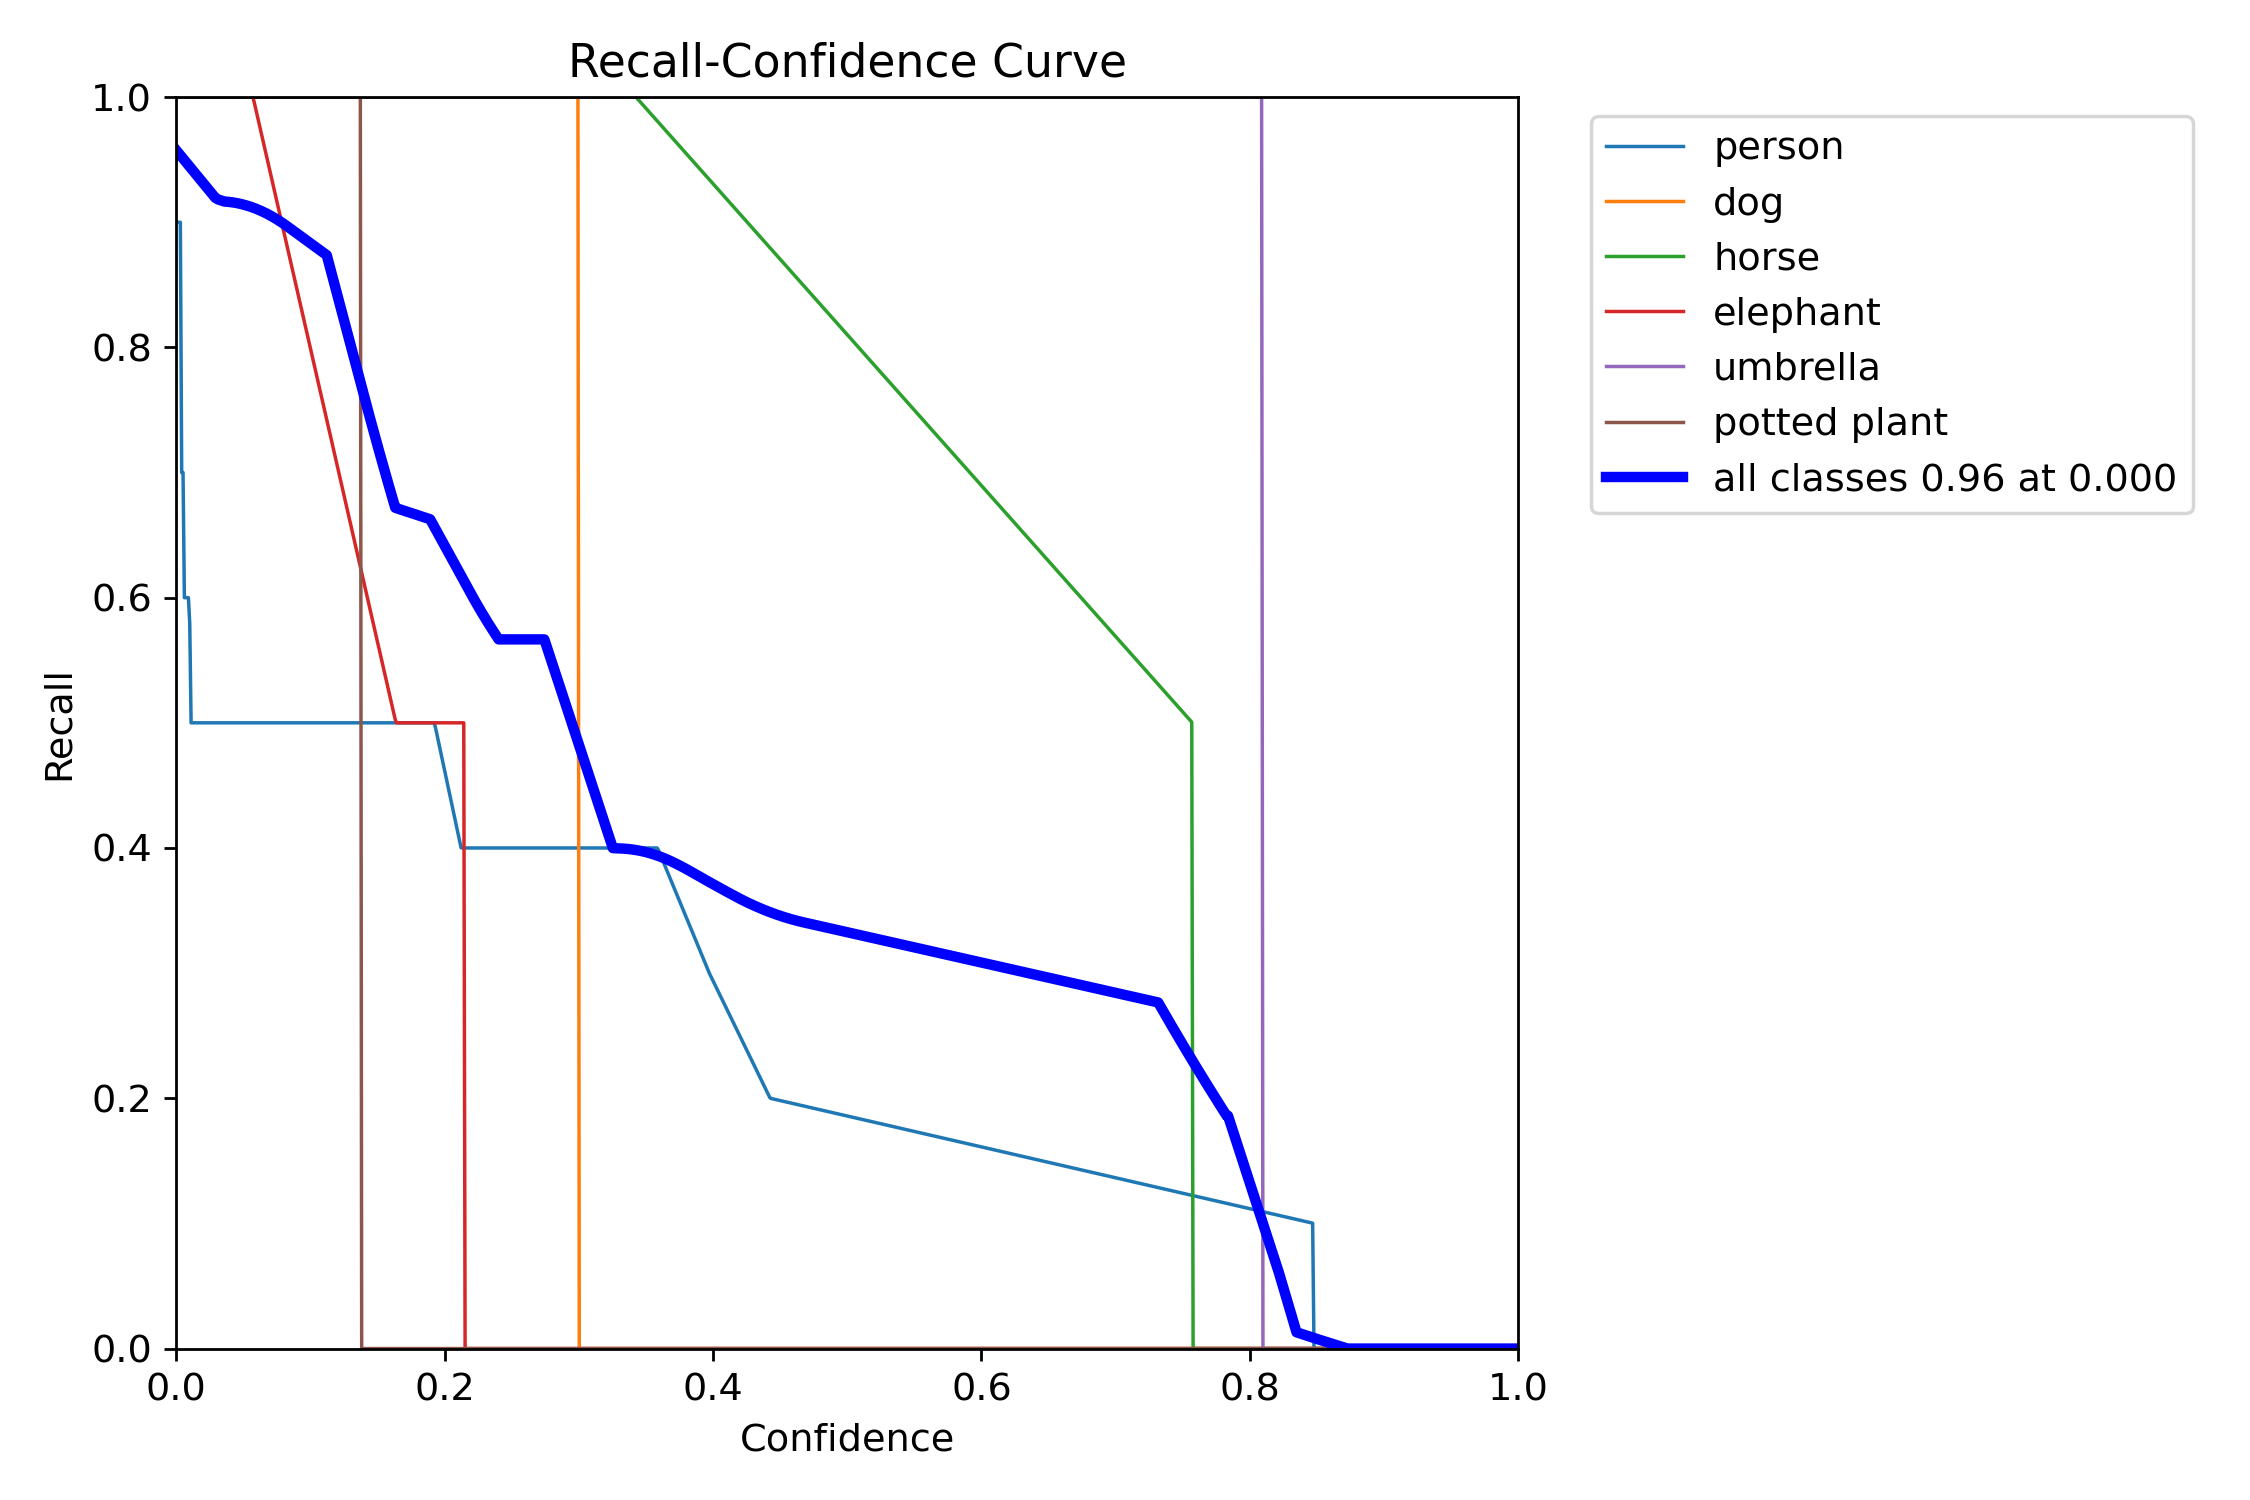 Recall-Confidence Curve
1.0
0.8
0.6
0.4
0.2
0.0
Recall
0.0 0.2 0.4 0.6 0.8 1.0
Confidence
person
dog
horse
elephant
umbrella
potted plant
all classes 0.96 at 0.000